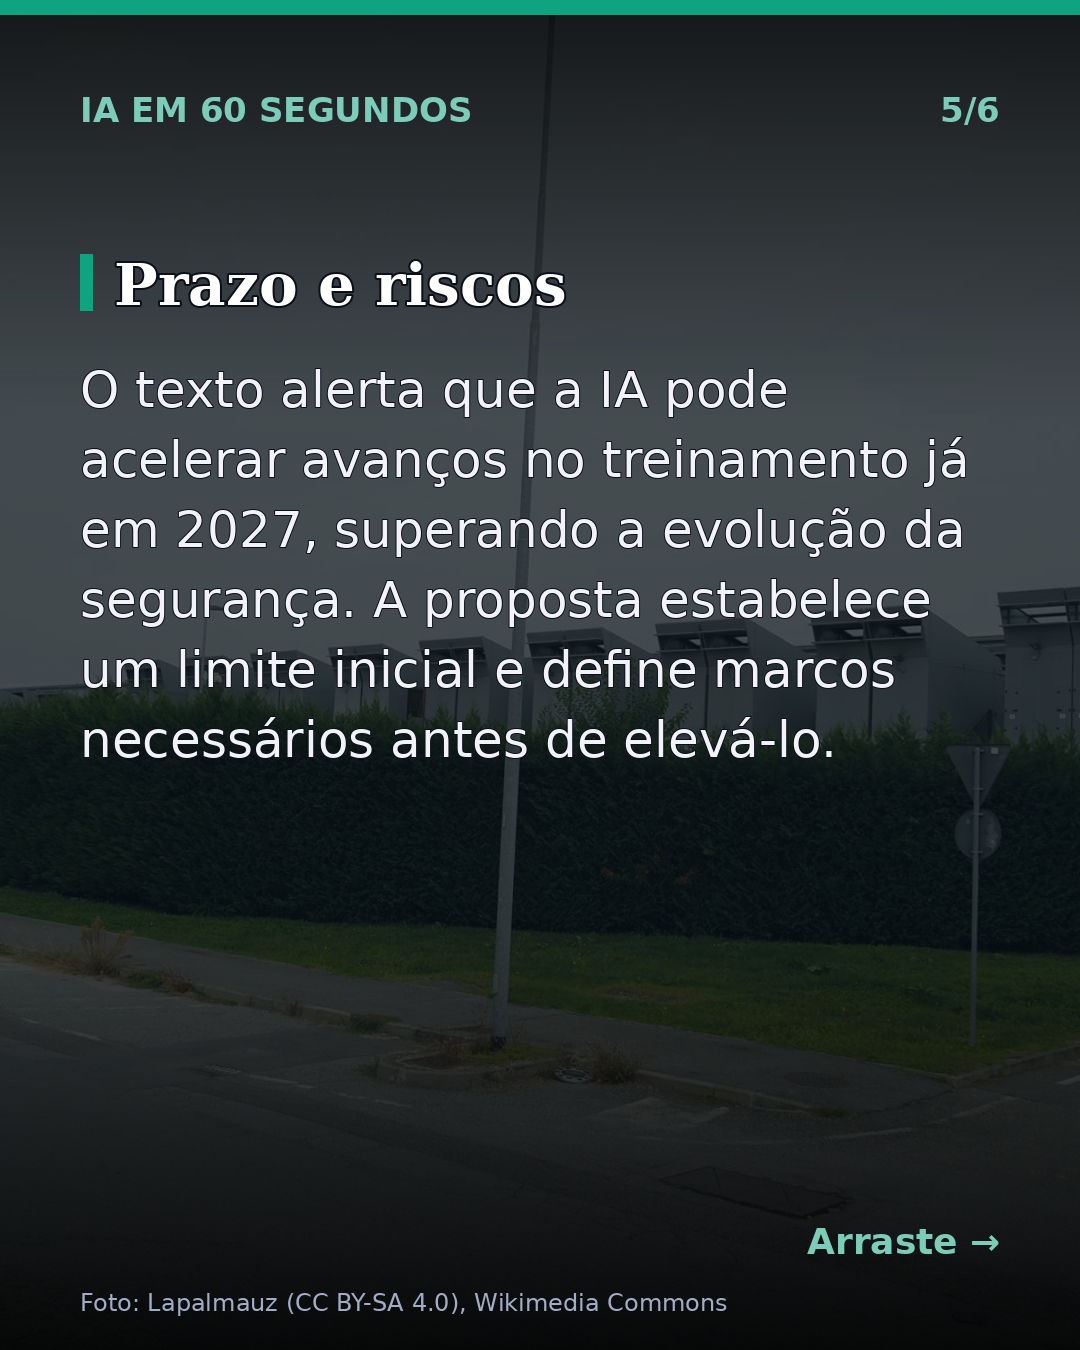 IA EM 60 SEGUNDOS
5/6
Prazo e riscos
O texto alerta que a IA pode
acelerar avanços no treinamento já
em 2027, superando a evolução da
segurança. A proposta estabelece
um limite inicial e define marcos
necessários antes de elevá-lo.
Arraste →
Foto: Lapalmauz (CC BY-SA 4.0), Wikimedia Commons